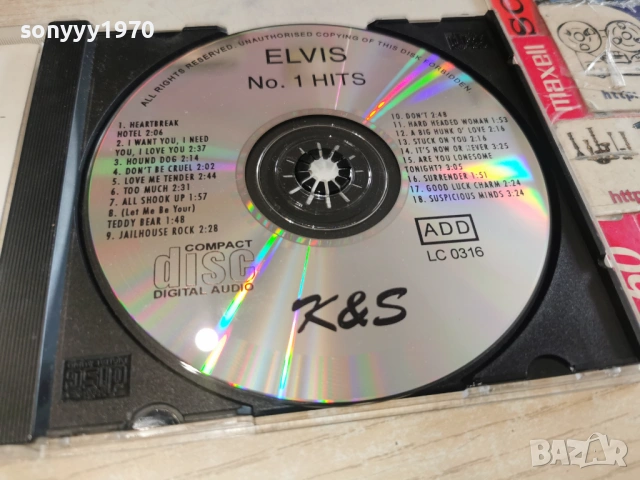 sonyyy1970
ALL RIGHTS RESERVED. UNAUTHORISED COPYING OF THIS DISK FORBIDDEN
ELVIS
No. 1 HITS
1. HEARTBREAK
HOTEL 2:06
2. I WANT YOU, I NEED
YOU, I LOVE YOU 2:37
3. HOUND DOG 2:14
4. DON'T BE CRUEL 2:02
5. LOVE ME TENDER 2:44
6. TOO MUCH 2:31
7. ALL SHOOK UP 1:57
8. (Let Me Be Your)
TEDDY BEAR 1:48
9. JAILHOUSE ROCK 2:28
10. DON'T 2:48
11. HARD HEADED WOMAN 1:53
12. A BIG HUNK O' LOVE 2:16
13. STUCK ON YOU 2:16
14. IT'S NOW OR NEVER 3:25
15. ARE YOU LONESOME
TONIGHT? 3:05
16. SURRENDER 1:51
17. GOOD LUCK CHARM 2:24
18. SUSPICIOUS MINDS 3:24
COMPACT
disc
DIGITAL AUDIO
ADD
LC 0316
K&S
maxell
http:
http:
BAZAR.bg